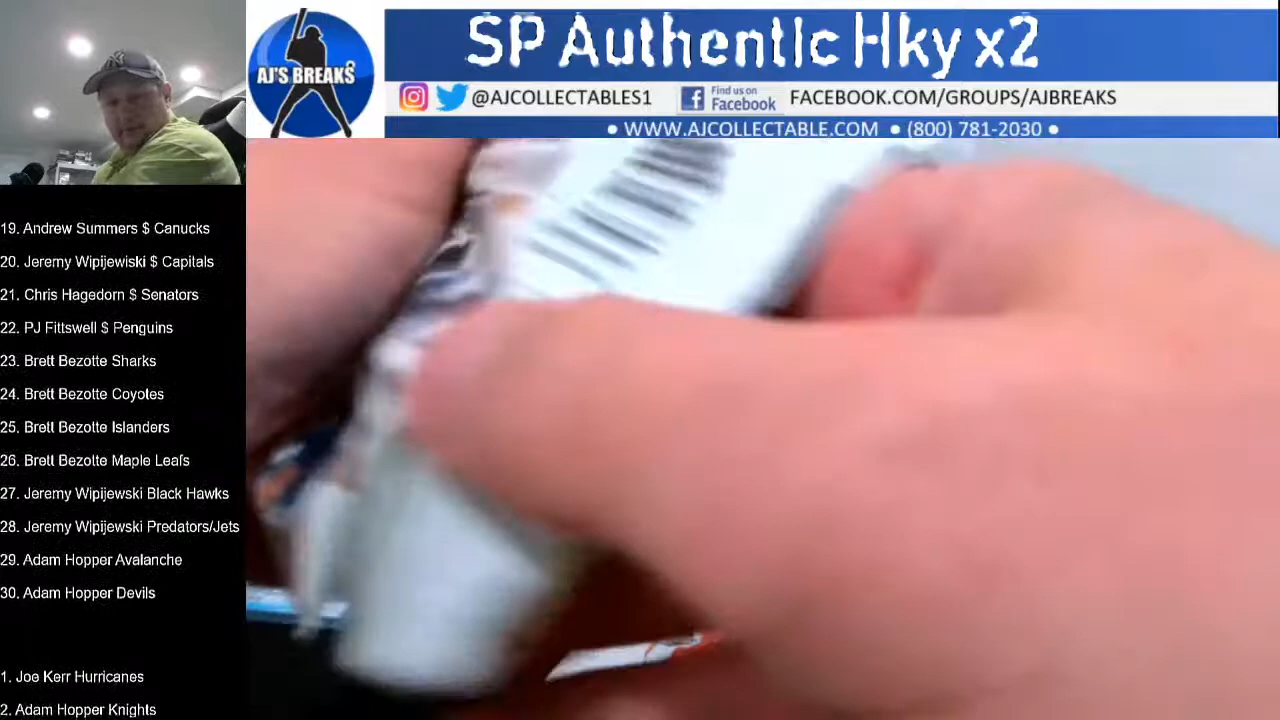 SP Authentic Hky x2
AJ'S BREAKS
@AJCOLLECTABLES1
Find us on
Facebook
FACEBOOK.COM/GROUPS/AJBREAKS
• WWW.AJCOLLECTABLE.COM • (800) 781-2030 •
19. Andrew Summers $ Canucks
20. Jeremy Wipijewiski $ Capitals
21. Chris Hagedorn $ Senators
22. PJ Fittswell $ Penguins
23. Brett Bezotte Sharks
24. Brett Bezotte Coyotes
25. Brett Bezotte Islanders
26. Brett Bezotte Maple Leafs
27. Jeremy Wipijewski Black Hawks
28. Jeremy Wipijewski Predators/Jets
29. Adam Hopper Avalanche
30. Adam Hopper Devils
1. Joe Kerr Hurricanes
2. Adam Hopper Knights